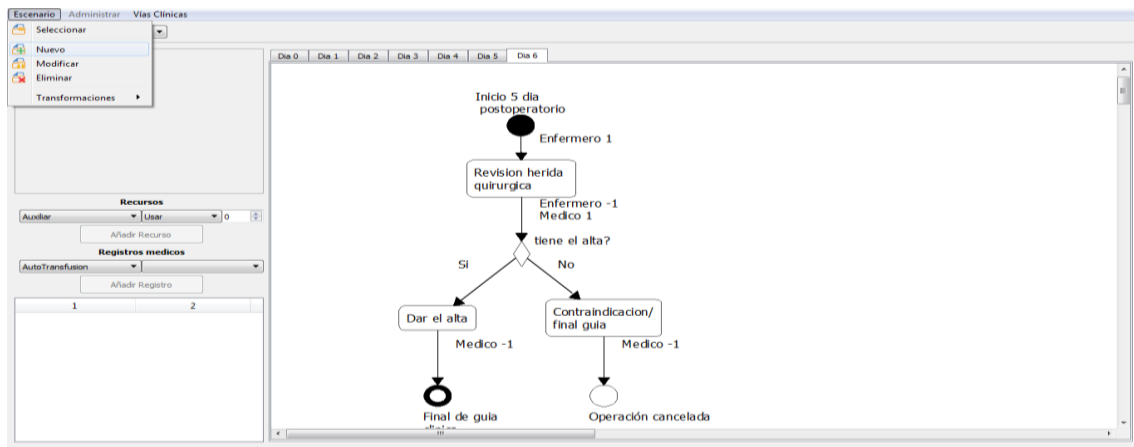 Escenario Administrar Vías Clínicas
Seleccionar
Nuevo
Modificar
Eliminar
Transformaciones
Dia 0 Dia 1 Dia 2 Dia 3 Dia 4 Dia 5 Dia 6
Inicio 5 dia
postoperatorio
Enfermero 1
Revision herida
quirurgica
Enfermero -1
Medico 1
tiene el alta?
Si No
Dar el alta
Contraindicacion/
final guia
Medico -1 Medico -1
Final de guia
Operación cancelada
Recursos
Auxiliar Usar 0
Añadir Recurso
Registros medicos
AutoTransfusion
Añadir Registro
1 2